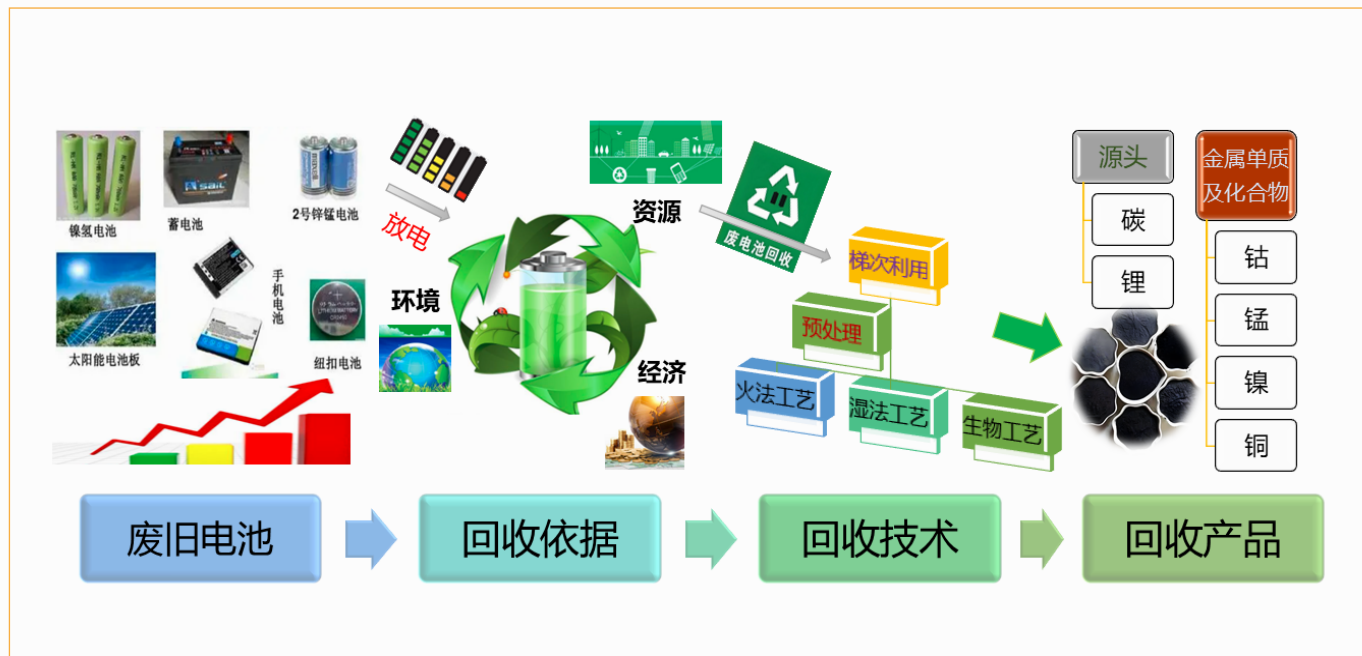 镍氢电池
蓄电池
2号锌锰电池
太阳能电池板
手机电池
纽扣电池
放电
环境
资源
经济
废电池回收
梯次利用
预处理
火法工艺
湿法工艺
生物工艺
源头
碳
锂
金属单质
及化合物
钴
锰
镍
铜
废旧电池
回收依据
回收技术
回收产品